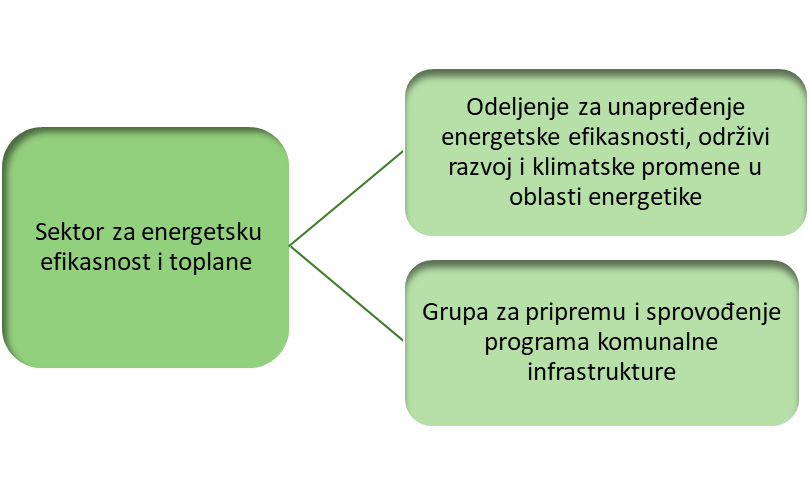 Sektor za energetsku
efikasnost i toplane
Odeljenje za unapređenje
energetske efikasnosti, održivi
razvoj i klimatske promene u
oblasti energetike
Grupa za pripremu i sprovođenje
programa komunalne
infrastrukture